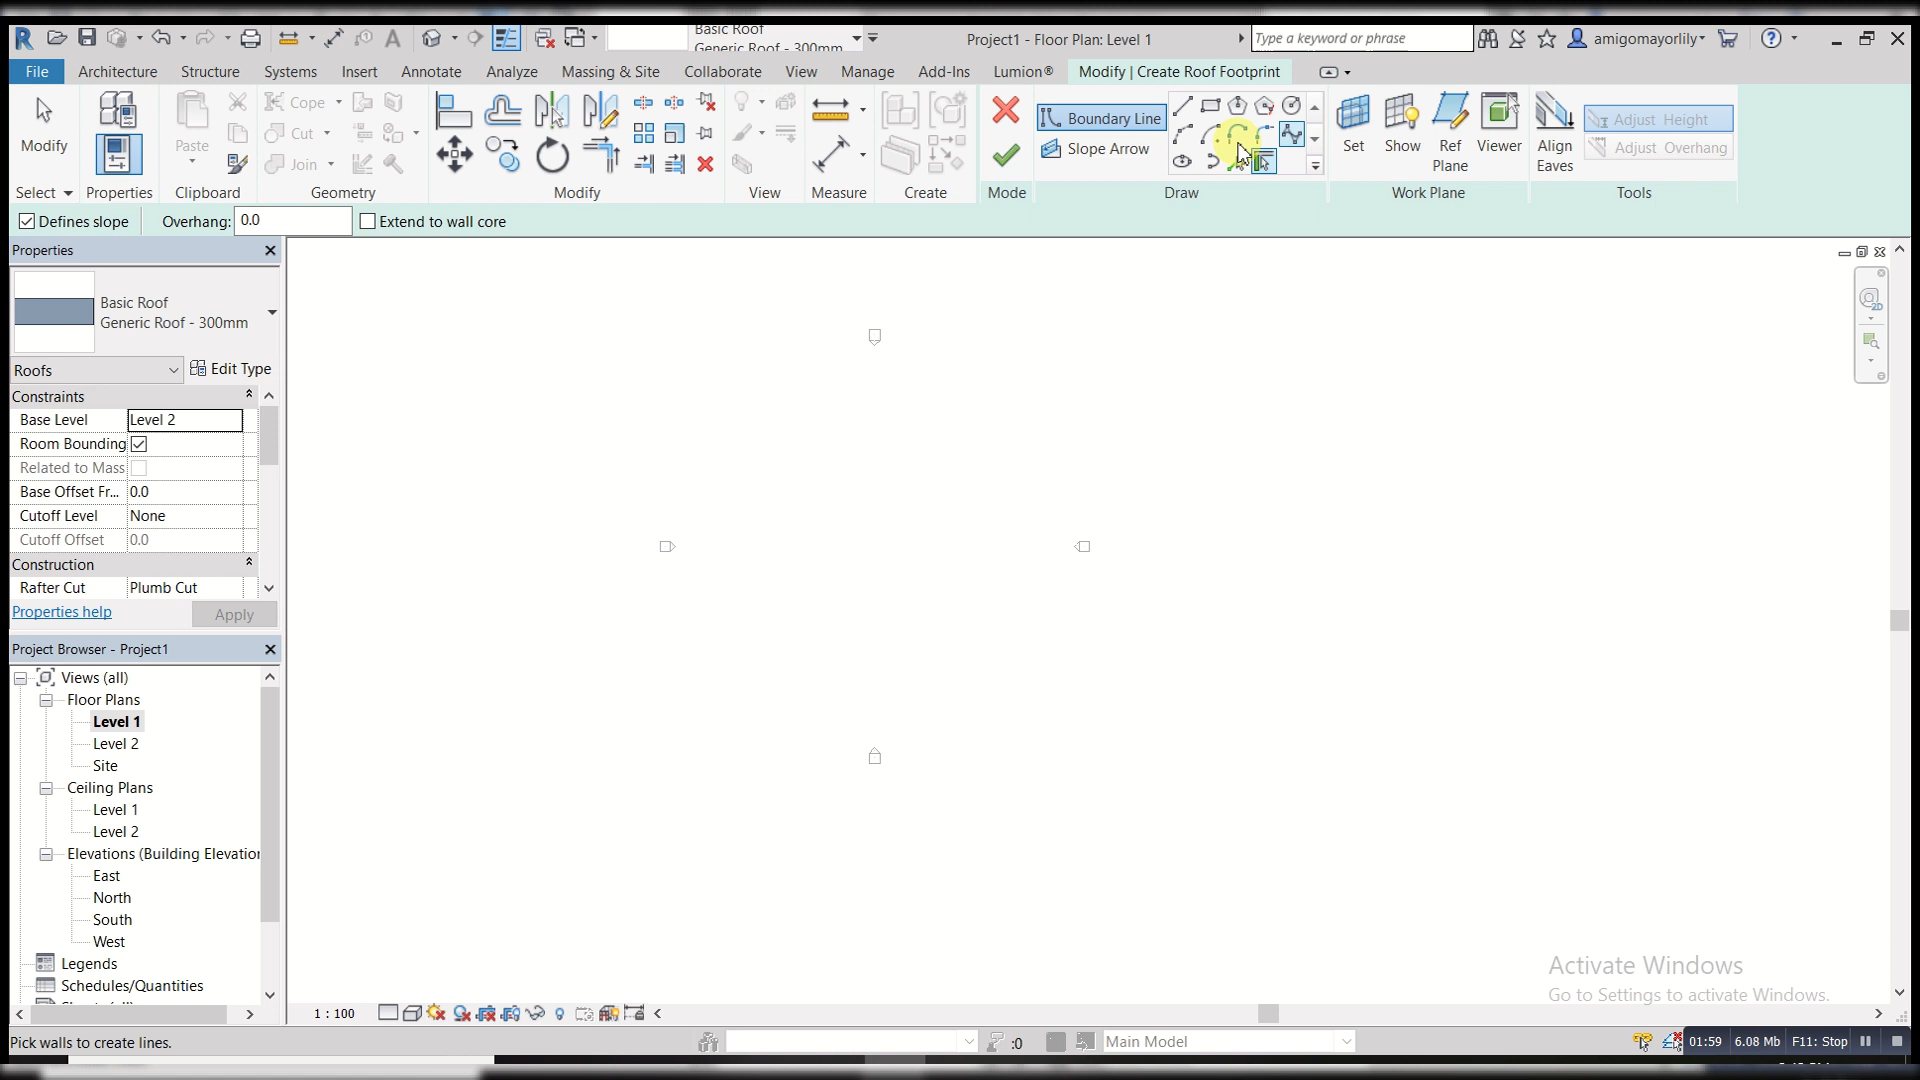 Basic Roof
Generic Roof - 300mm
Project1 - Floor Plan: Level 1
Type a keyword or phrase
amigomayorlily
File Architecture Structure Systems Insert Annotate Analyze Massing & Site Collaborate View Manage Add-Ins Lumion® Modify | Create Roof Footprint
Modify
Paste
Cope
Cut
Join
Boundary Line
Slope Arrow
Set
Show
Ref
Plane
Viewer
Align
Eaves
Adjust Height
Adjust Overhang
Select Properties Clipboard Geometry Modify View Measure Create Mode Draw Work Plane Tools
Defines slope Overhang: 0.0 Extend to wall core
Properties
Basic Roof
Generic Roof - 300mm
Roofs Edit Type
Constraints
Base Level Level 2
Room Bounding
Related to Mass
Base Offset Fr... 0.0
Cutoff Level None
Cutoff Offset 0.0
Construction
Rafter Cut Plumb Cut
Properties help Apply
Project Browser - Project1
Views (all)
Floor Plans
Level 1
Level 2
Site
Ceiling Plans
Level 1
Level 2
Elevations (Building Elevation
East
North
South
West
Legends
Schedules/Quantities
1 : 100
Activate Windows
Go to Settings to activate Windows.
Pick walls to create lines.
:0
Main Model
01:59 6.08 Mb F11: Stop